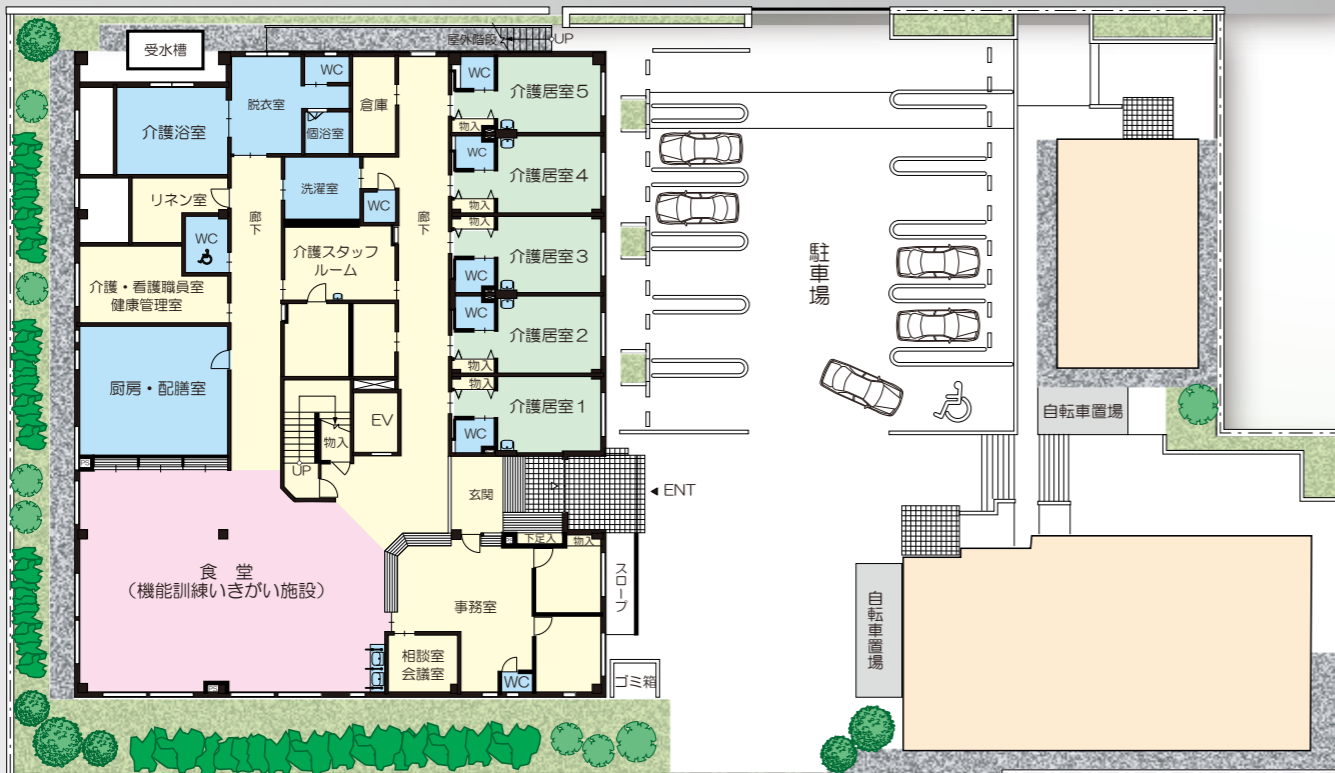 屋外階段
UP
受水槽
WC
脱衣室
倉庫
WC
介護居室5
介護浴室
個浴室
物入
WC
介護居室4
洗濯室
リネン室
WC
物入
廊下
廊下
物入
WC
介護スタッフ
ルーム
介護居室3
WC
駐車場
介護・看護職員室
健康管理室
WC
介護居室2
物入
厨房・配膳室
物入
介護居室1
EV
WC
自転車置場
物入
UP
玄関
ENT
下足入
物入
食堂
(機能訓練いきがい施設)
スロープ
事務室
自転車置場
相談室
会議室
WC
ゴミ箱